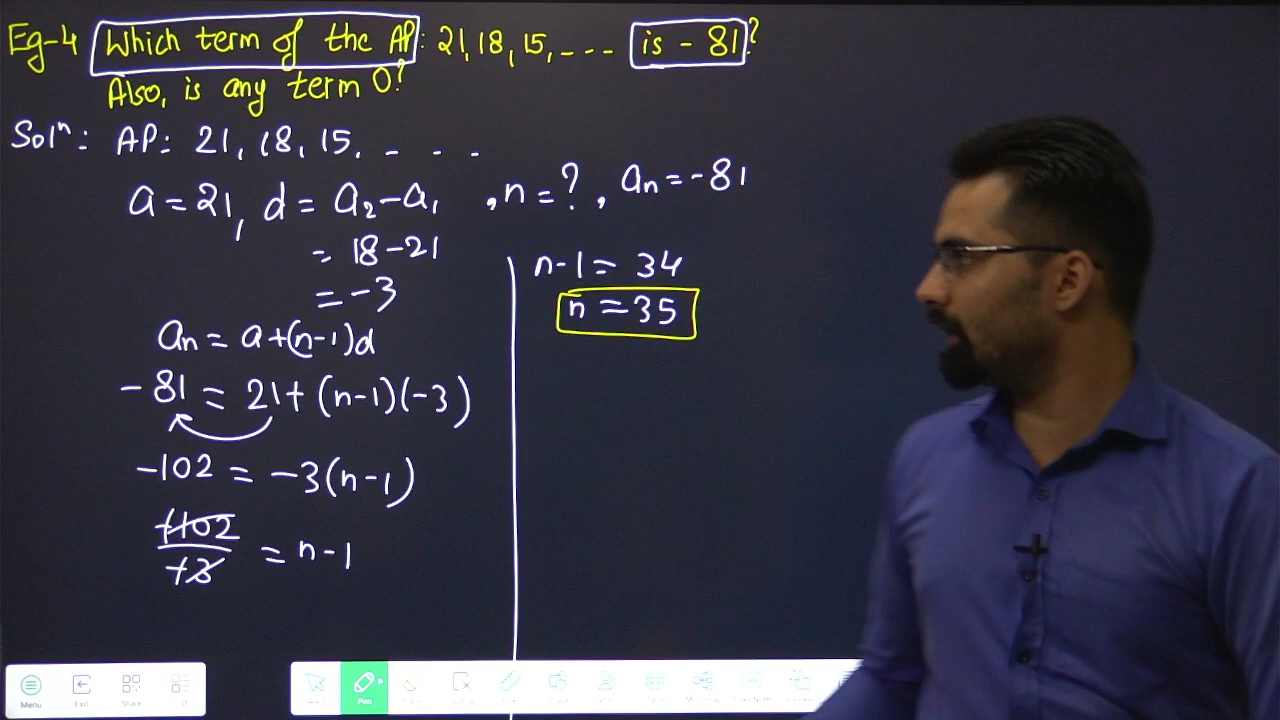 Eg-4 Which term of the AP: 21, 18, 15, --- is - 81?
Also, is any term 0?
Solⁿ: AP: 21, 18, 15, - - -
a = 21, d = a₂-a₁ , n = ?, aₙ = -81
= 18-21
= -3
aₙ = a+(n-1)d
-81 = 21+ (n-1)(-3)
-102 = -3(n-1)
+102/+3 = n-1
n-1 = 34
n = 35
Menu
Exit
Share
Pen